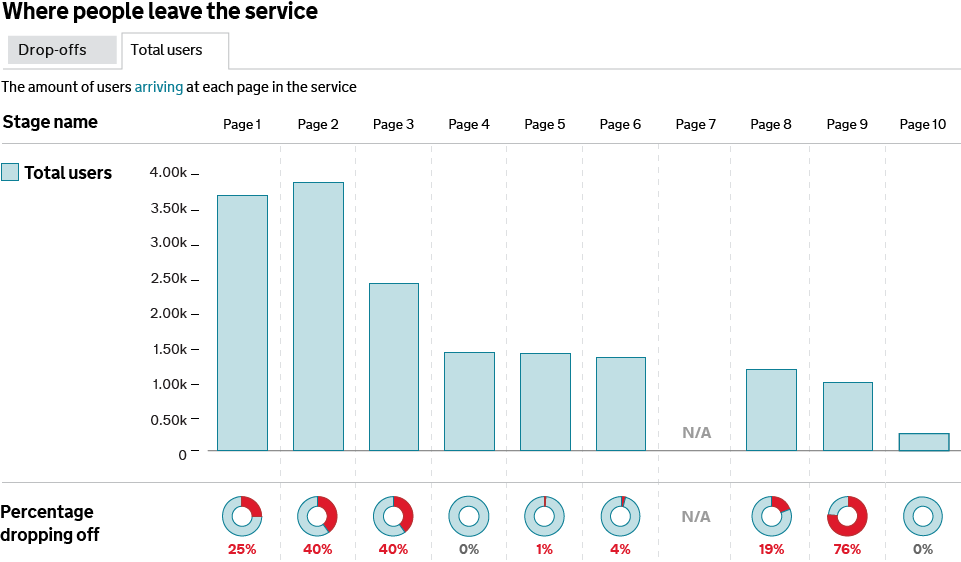 Where people leave the service
Drop-offs
Total users
The amount of users arriving at each page in the service
Stage name
Page 1
Page 2
Page 3
Page 4
Page 5
Page 6
Page 7
Page 8
Page 9
Page 10
Total users
4.00k
3.50k
3.00k
2.50k
2.00k
1.50k
1.00k
0.50k
0
N/A
Percentage
dropping off
25%
40%
40%
0%
1%
4%
N/A
19%
76%
0%